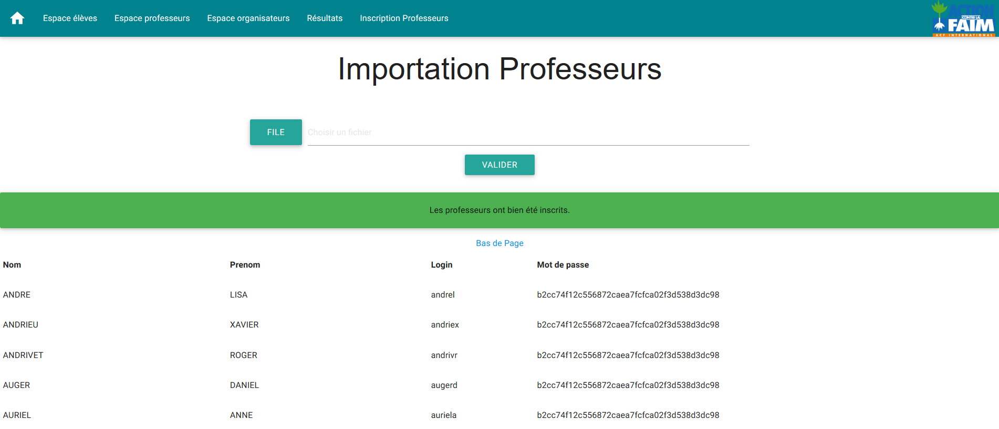 Espace élèves Espace professeurs Espace organisateurs Résultats Inscription Professeurs
ACTION
CONTRE LA
FAIM
ACF INTERNATIONAL
Importation Professeurs
FILE Choisir un fichier
VALIDER
Les professeurs ont bien été inscrits.
Bas de Page
Nom Prenom Login Mot de passe
ANDRE LISA andrel b2cc74f12c556872caea7fcfca02f3d538d3dc98
ANDRIEU XAVIER andriex b2cc74f12c556872caea7fcfca02f3d538d3dc98
ANDRIVET ROGER andrivr b2cc74f12c556872caea7fcfca02f3d538d3dc98
AUGER DANIEL augerd b2cc74f12c556872caea7fcfca02f3d538d3dc98
AURIEL ANNE auriela b2cc74f12c556872caea7fcfca02f3d538d3dc98